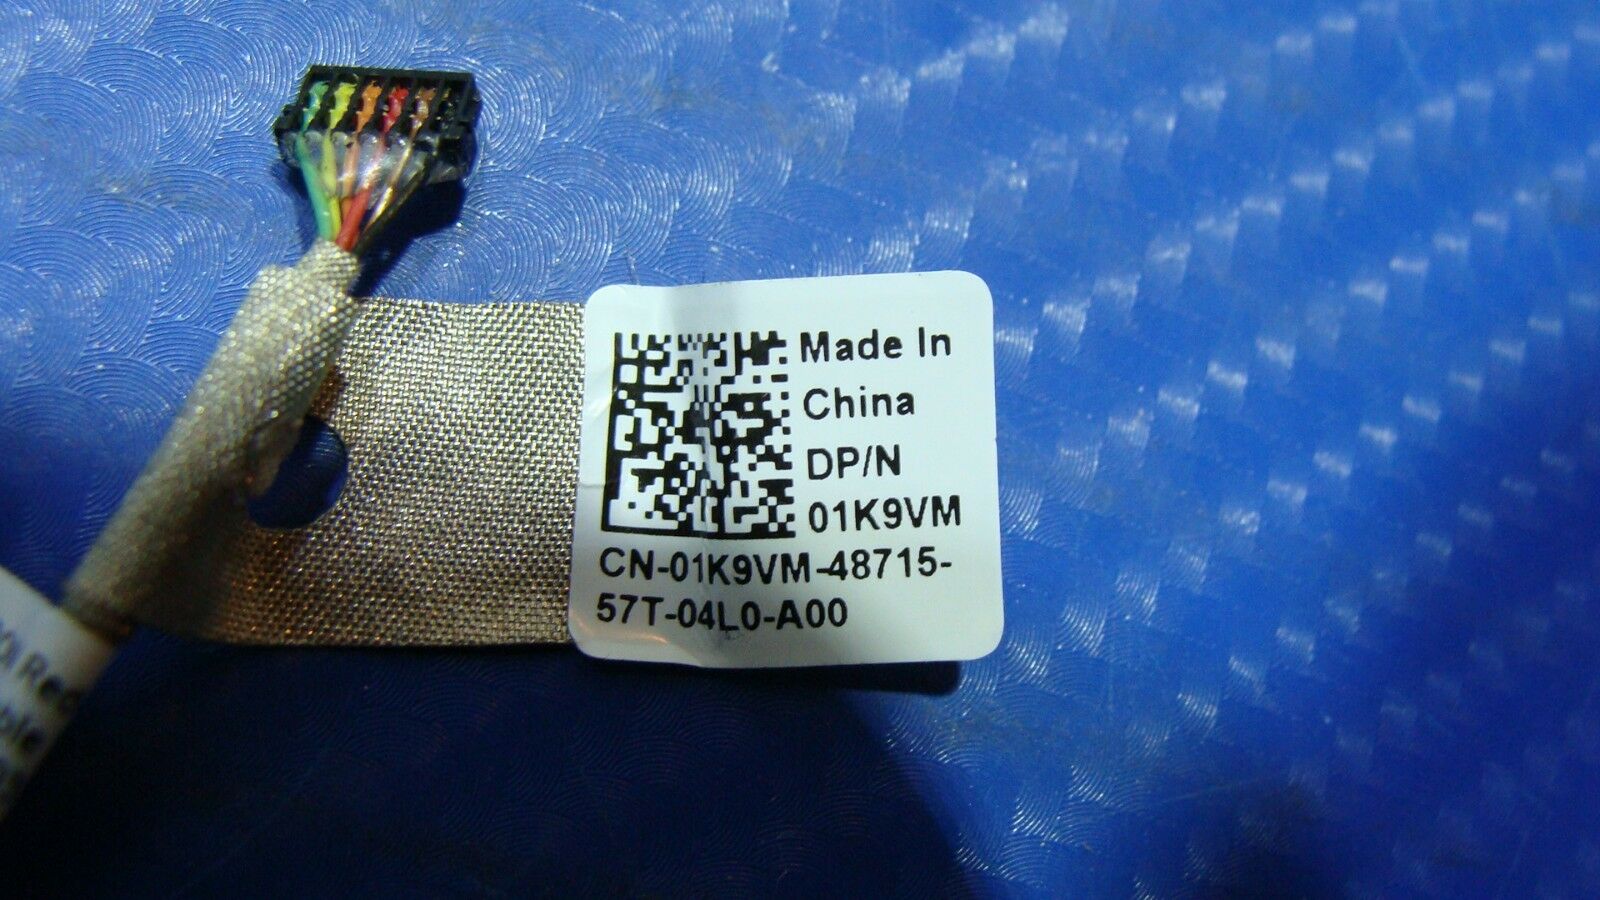 Made In
China
DP/N
01K9VM
CN-01K9VM-48715-
57T-04L0-A00